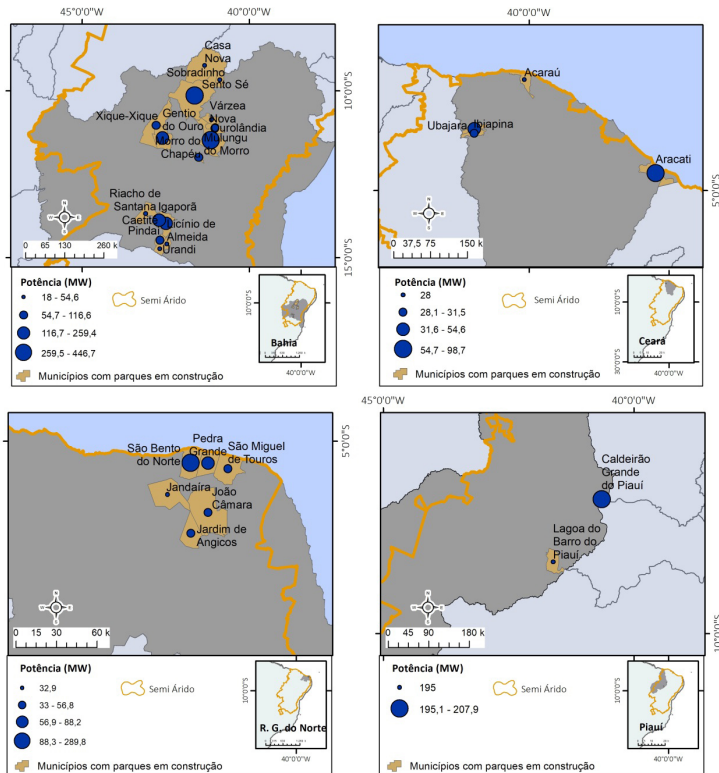 45°0'0"W
40°0'0"W
Casa
Nova
Sobradinho
Sento Sé
10°0'0"S
Várzea
Nova
Xique-Xique
Gentio
do Ouro
Ourolândia
Morro do
Chapéu
Mulungu
do Morro
Riacho de
Santana
Igaporã
Caetité
Licínio de
Almeida
Pindaí
Urandi
0 65 130 260 k
15°0'0"S
Potência (MW)
18 - 54,6
54,7 - 116,6
116,7 - 259,4
259,5 - 446,7
Semi Árido
10°0'0"S
Bahia
40°0'0"W
Municípios com parques em construção
40°0'0"W
Acaraú
Ubajara
Ibiapina
Aracati
5°0'0"S
0 37,5 75 150 k
Potência (MW)
28
28,1 - 31,5
31,6 - 54,6
54,7 - 98,7
Semi Árido
10°0'0"S
Ceará
30°0'0"S
40°0'0"W
Municípios com parques em construção
5°0'0"S
São Bento
do Norte
Pedra
Grande
São Miguel
de Touros
Jandaíra
João
Câmara
Jardim de
Angicos
0 15 30 60 k
Potência (MW)
32,9
33 - 56,8
56,9 - 88,2
88,3 - 289,8
Semi Árido
10°0'0"S
R. G. do Norte
40°0'0"W
Municípios com parques em construção
45°0'0"W
40°0'0"W
Caldeirão
Grande
do Piauí
Lagoa do
Barro do
Piauí
0 45 90 180 k
10°0'0"S
Potência (MW)
195
195,1 - 207,9
Semi Árido
10°0'0"S
Piauí
40°0'0"W
Municípios com parques em construção